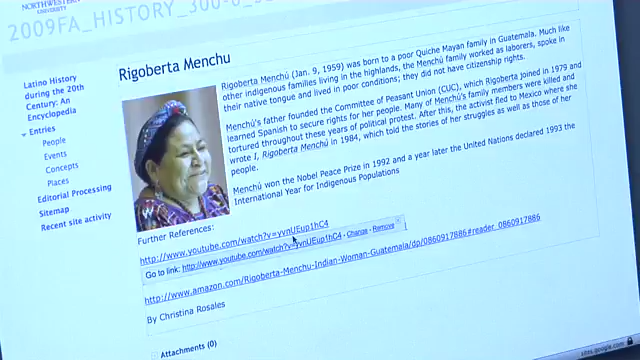 NORTHWESTERN
UNIVERSITY
2009FA_HISTORY_300-0_S
Latino History
during the 20th
Century: An
Encyclopedia
Entries
People
Events
Concepts
Places
Editorial Processing
Sitemap
Recent site activity
Rigoberta Menchu
Rigoberta Menchú (Jan. 9, 1959) was born to a poor Quiche Mayan family in Guatemala. Much like
other indigenous families living in the highlands, the Menchú family worked as laborers, spoke in
their native tongue and lived in poor conditions; they did not have citizenship rights.
Menchú's father founded the Committee of Peasant Union (CUC), which Rigoberta joined in 1979 and
learned Spanish to secure rights for her people. Many of Menchú's family members were killed and
tortured throughout these years of political protest. After this, the activist fled to Mexico where she
wrote I, Rigoberta Menchú in 1984, which told the stories of her struggles as well as those of her
people.
Menchú won the Nobel Peace Prize in 1992 and a year later the United Nations declared 1993 the
International Year for Indigenous Populations
Further References:
http://www.youtube.com/watch?v=yvnUEup1hC4
Go to link: http://www.youtube.com/watch?v=yvnUEup1hC4 - Change - Remove x
http://www.amazon.com/Rigoberta-Menchu-Indian-Woman-Guatemala/dp/0860917886#reader_0860917886
By Christina Rosales
Attachments (0)
sites.google.com